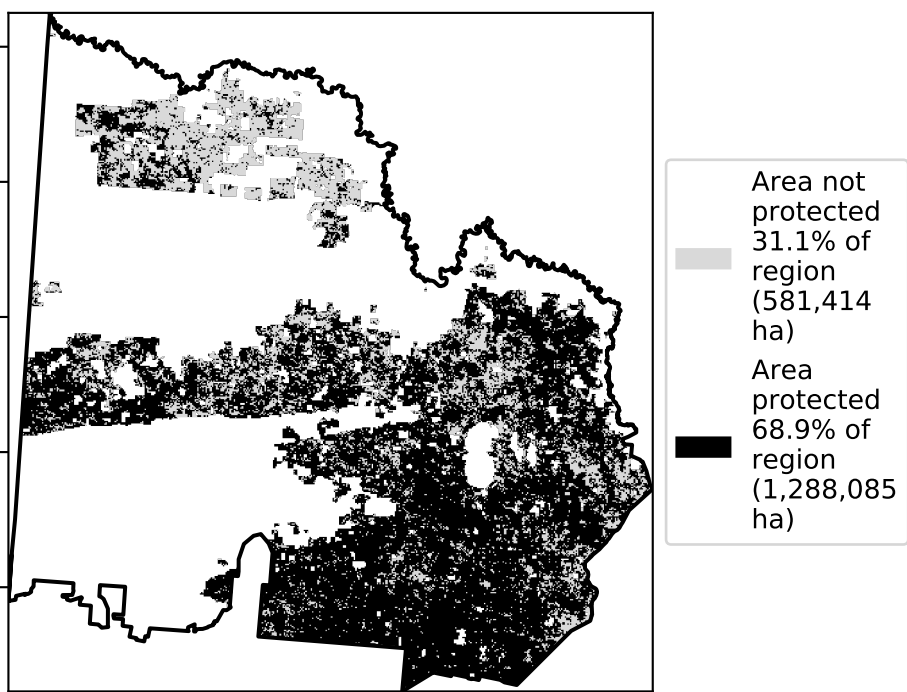 Area not
protected
31.1% of
region
(581,414
ha)
Area
protected
68.9% of
region
(1,288,085
ha)